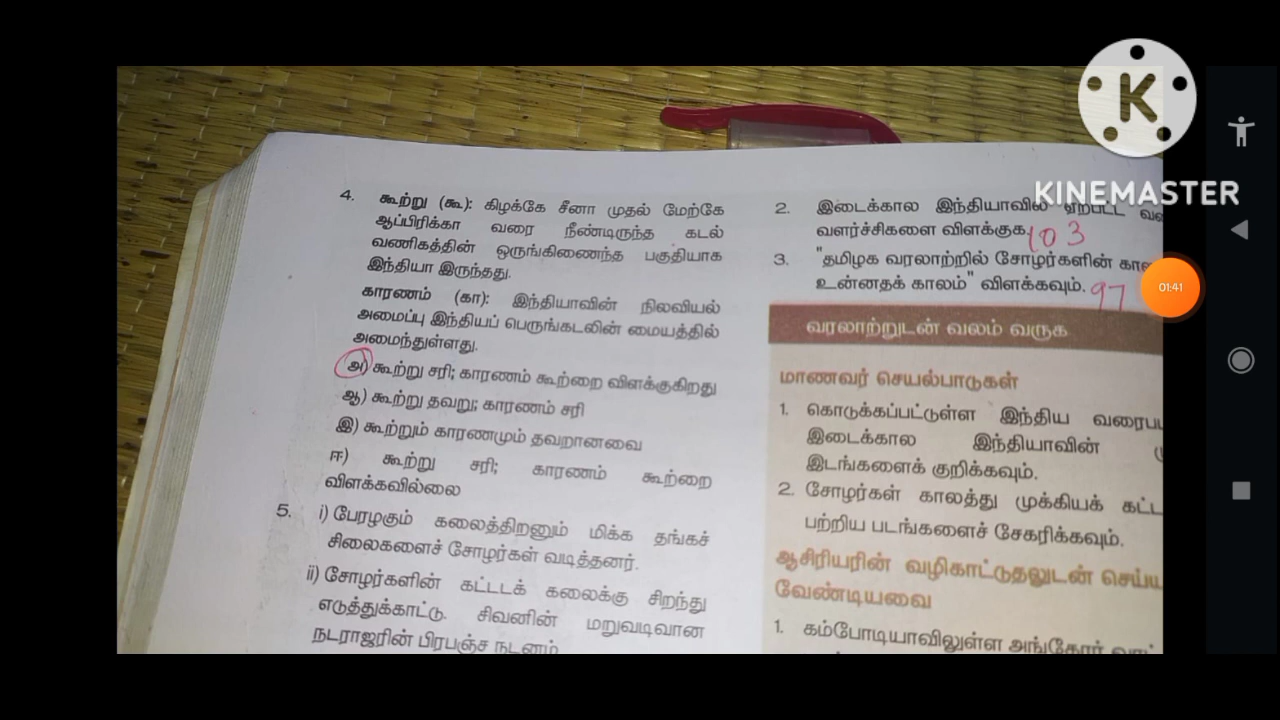 4. கூற்று (கூ): கிழக்கே சீனா முதல் மேற்கே
ஆப்பிரிக்கா வரை நீண்டிருந்த கடல்
வணிகத்தின் ஒருங்கிணைந்த பகுதியாக
இந்தியா இருந்தது.
காரணம் (கா): இந்தியாவின் நிலவியல்
அமைப்பு இந்தியப் பெருங்கடலின் மையத்தில்
அமைந்துள்ளது.
அ) கூற்று சரி; காரணம் கூற்றை விளக்குகிறது
ஆ) கூற்று தவறு; காரணம் சரி
இ) கூற்றும் காரணமும் தவறானவை
ஈ) கூற்று சரி; காரணம் கூற்றை
விளக்கவில்லை
5. i) பேரழகும் கலைத்திறனும் மிக்க தங்கச்
சிலைகளைச் சோழர்கள் வடித்தனர்.
ii) சோழர்களின் கட்டடக் கலைக்கு சிறந்து
எடுத்துக்காட்டு. சிவனின் மறுவடிவான
நடராஜரின் பிரபஞ்ச நடனம்
2. இடைக்கால இந்தியாவில் ஏற்பட்ட
வளர்ச்சிகளை விளக்குக. 103
3. "தமிழக வரலாற்றில் சோழர்களின்
உன்னதக் காலம்" விளக்கவும். 97
வரலாற்றுடன் வலம் வருக
மாணவர் செயல்பாடுகள்
1. கொடுக்கப்பட்டுள்ள இந்திய
இடைக்கால இந்தியாவின்
இடங்களைக் குறிக்கவும்.
2. சோழர்கள் காலத்து முக்கியக்
பற்றிய படங்களைச் சேகரிக்கவும்.
ஆசிரியரின் வழிகாட்டுதலுடன்
வேண்டியவை
1. கம்போடியாவிலுள்ள அங்கோர்
K
KINEMASTER
01:41